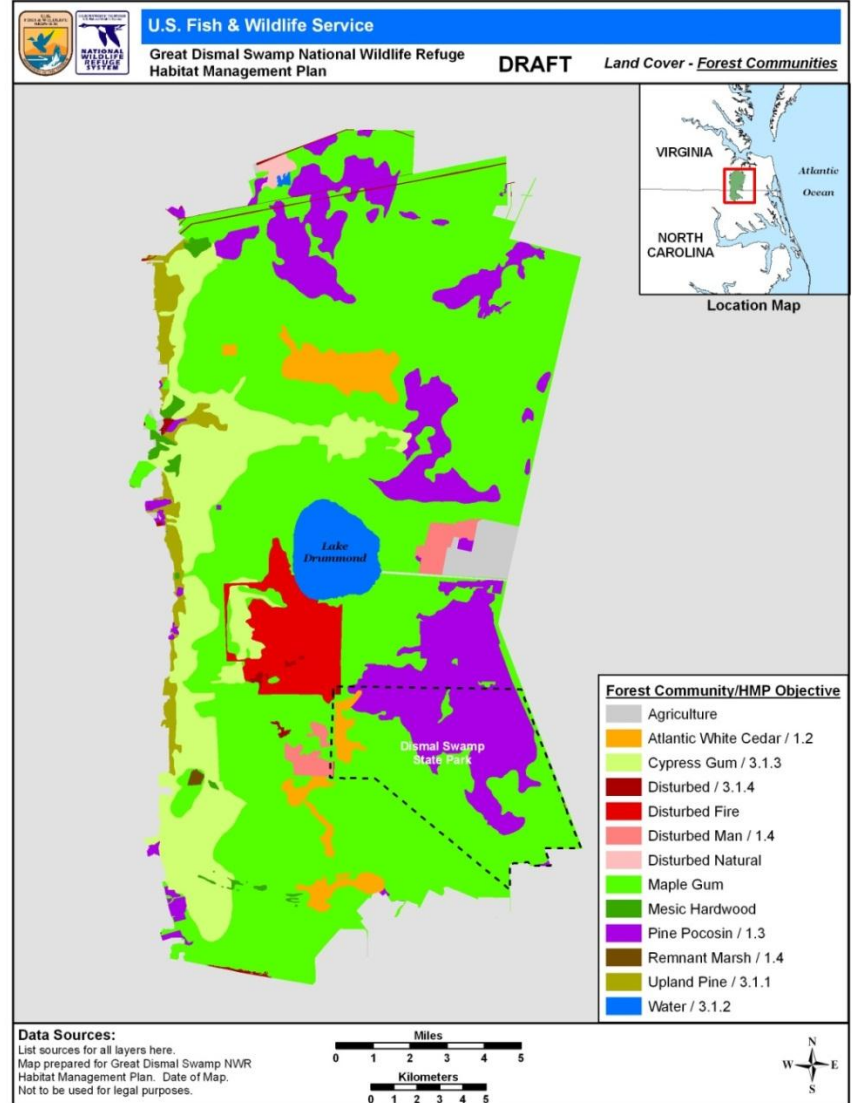 U.S. Fish & Wildlife Service
Great Dismal Swamp National Wildlife Refuge
Habitat Management Plan
DRAFT
Land Cover - Forest Communities
NATIONAL
WILDLIFE
REFUGE
SYSTEM
VIRGINIA
Atlantic
Ocean
NORTH
CAROLINA
Location Map
Lake
Drummond
Dismal Swamp
State Park
Forest Community/HMP Objective
Agriculture
Atlantic White Cedar / 1.2
Cypress Gum / 3.1.3
Disturbed / 3.1.4
Disturbed Fire
Disturbed Man / 1.4
Disturbed Natural
Maple Gum
Mesic Hardwood
Pine Pocosin / 1.3
Remnant Marsh / 1.4
Upland Pine / 3.1.1
Water / 3.1.2
Data Sources:
List sources for all layers here.
Map prepared for Great Dismal Swamp NWR
Habitat Management Plan. Date of Map.
Not to be used for legal purposes.
Miles
0 1 2 3 4 5
Kilometers
0 1 2 3 4 5
N
W E
S